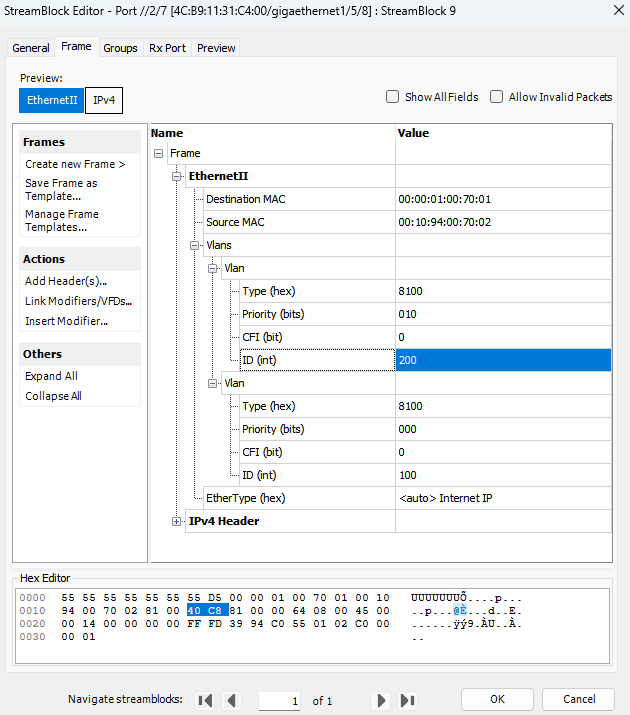 StreamBlock Editor - Port //2/7 [4C:B9:11:31:C4:00/gigaethernet1/5/8] : StreamBlock 9
General Frame Groups Rx Port Preview
Preview:
EthernetII IPv4
Show All Fields Allow Invalid Packets
Frames
Create new Frame >
Save Frame as
Template...
Manage Frame
Templates...
Actions
Add Header(s)...
Link Modifiers/VFDs...
Insert Modifier...
Others
Expand All
Collapse All
Name Value
Frame
EthernetII
Destination MAC 00:00:01:00:70:01
Source MAC 00:10:94:00:70:02
Vlans
Vlan
Type (hex) 8100
Priority (bits) 010
CFI (bit) 0
ID (int) 200
Vlan
Type (hex) 8100
Priority (bits) 000
CFI (bit) 0
ID (int) 100
EtherType (hex) <auto> Internet IP
IPv4 Header
Hex Editor
0000 55 55 55 55 55 55 55 D5 00 00 01 00 70 01 00 10 UUUUUUUÕ....p...
0010 94 00 70 02 81 00 40 C8 81 00 00 64 08 00 45 00 ..p...@È...d..E.
0020 00 14 00 00 00 00 FF FD 39 94 C0 55 01 02 C0 00 ......ÿý9.ÀU..À.
0030 00 01 ..
Navigate streamblocks: 1 of 1 OK Cancel